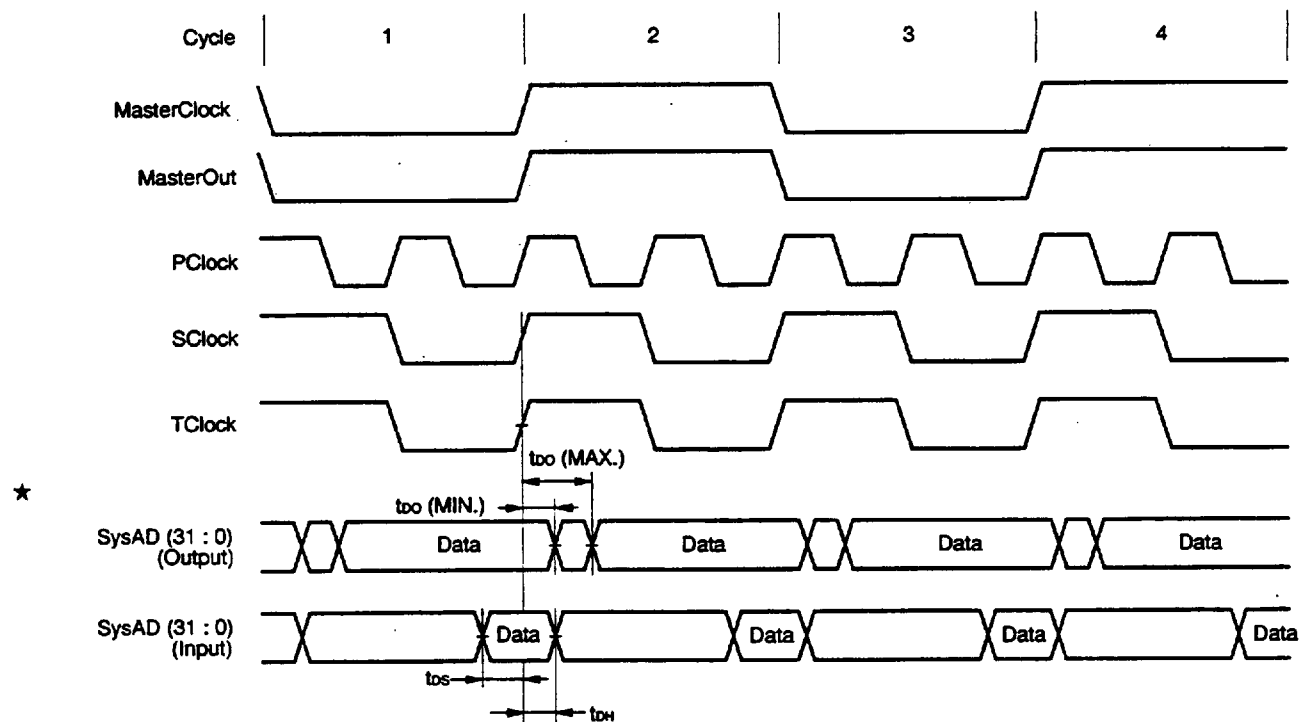 Cycle 1 2 3 4
MasterClock
MasterOut
PClock
SClock
TClock
tDO (MAX.)
★
tDO (MIN.)
SysAD (31 : 0)
(Output)
Data Data Data Data
SysAD (31 : 0)
(Input)
Data Data Data Data
tDS
tDH